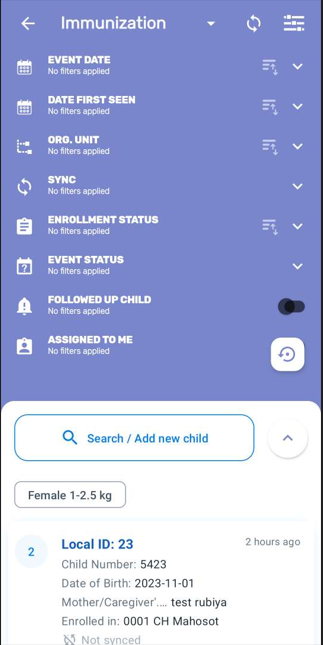 Immunization
EVENT DATE
No filters applied
DATE FIRST SEEN
No filters applied
ORG. UNIT
No filters applied
SYNC
No filters applied
ENROLLMENT STATUS
No filters applied
EVENT STATUS
No filters applied
FOLLOWED UP CHILD
No filters applied
ASSIGNED TO ME
No filters applied
Search / Add new child
Female 1-2.5 kg
2
Local ID: 23
2 hours ago
Child Number: 5423
Date of Birth: 2023-11-01
Mother/Caregiver'.... test rubiya
Enrolled in: 0001 CH Mahosot
Not synced